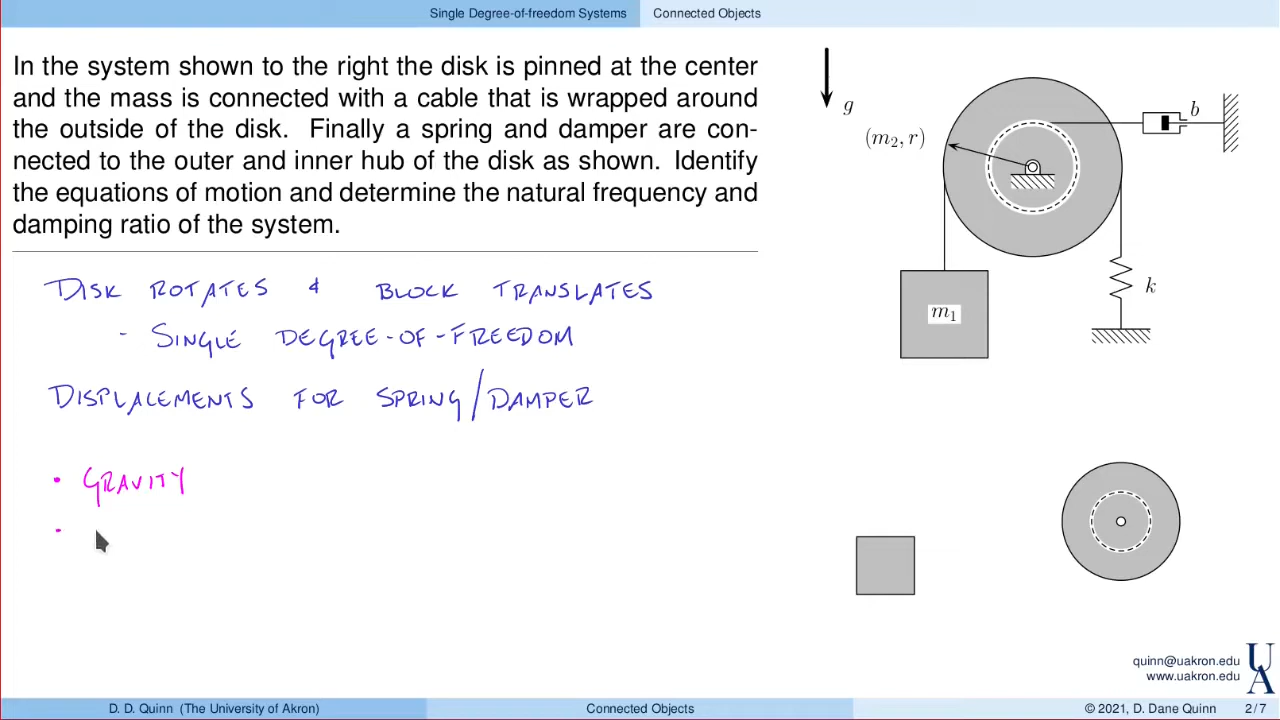 Single Degree-of-freedom Systems Connected Objects
In the system shown to the right the disk is pinned at the center
and the mass is connected with a cable that is wrapped around
the outside of the disk. Finally a spring and damper are con-
nected to the outer and inner hub of the disk as shown. Identify
the equations of motion and determine the natural frequency and
damping ratio of the system.
DISK ROTATES & BLOCK TRANSLATES
- SINGLE DEGREE-OF-FREEDOM
DISPLACEMENTS FOR SPRING/DAMPER
• GRAVITY
•
g
(m₂, r)
b
k
m₁
quinn@uakron.edu
www.uakron.edu
UA
D. D. Quinn (The University of Akron) Connected Objects © 2021, D. Dane Quinn 2/7